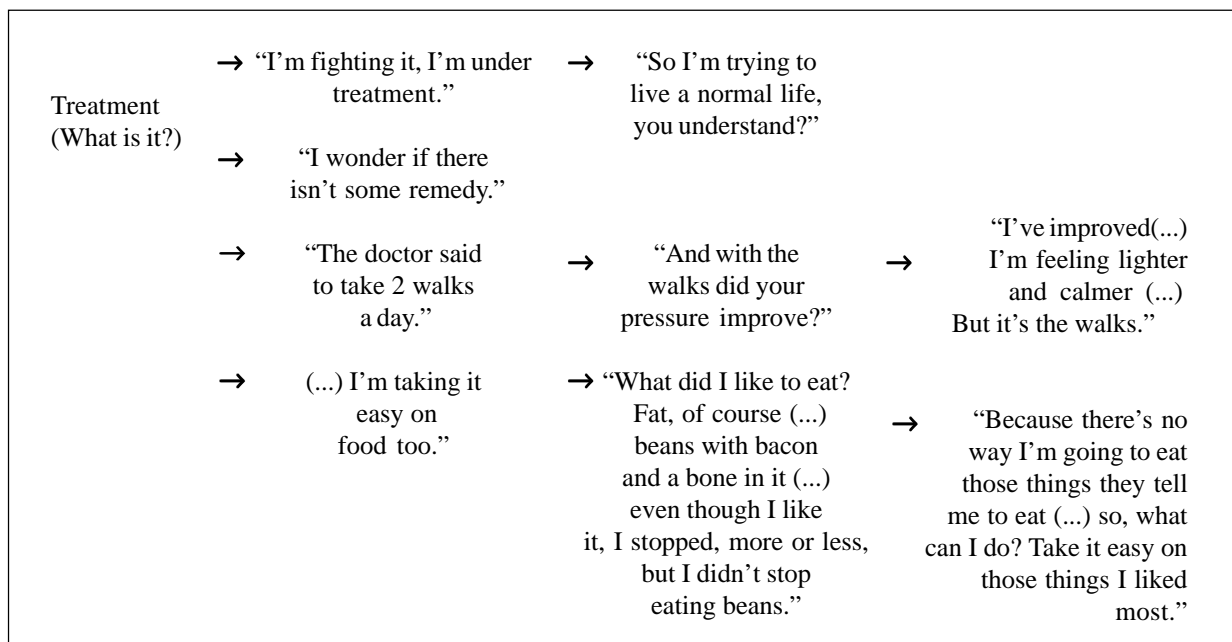 Treatment
(What is it?)
→ “I'm fighting it, I'm under
treatment.”
→ “So I'm trying to
live a normal life,
you understand?”
→ “I wonder if there
isn't some remedy.”
→ “The doctor said
to take 2 walks
a day.”
→ “And with the
walks did your
pressure improve?”
→ “I've improved(...)
I'm feeling lighter
and calmer (...)
But it's the walks.”
→ (...) I'm taking it
easy on
food too.”
→ “What did I like to eat?
Fat, of course (...)
beans with bacon
and a bone in it (...)
even though I like
it, I stopped, more or less,
but I didn't stop
eating beans.”
→ “Because there's no
way I'm going to eat
those things they tell
me to eat (...) so, what
can I do? Take it easy on
those things I liked
most.”